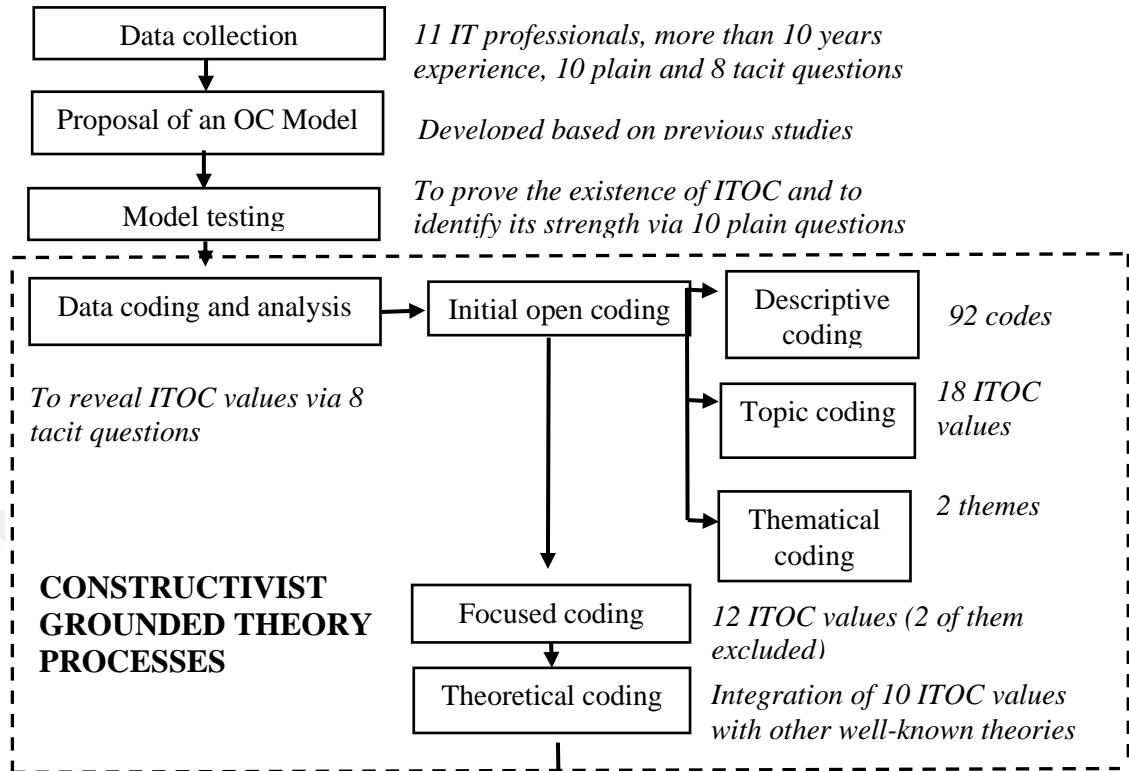 Data collection
11 IT professionals, more than 10 years
experience, 10 plain and 8 tacit questions
Proposal of an OC Model
Developed based on previous studies
Model testing
To prove the existence of ITOC and to
identify its strength via 10 plain questions
Data coding and analysis
Initial open coding
Descriptive
coding
92 codes
To reveal ITOC values via 8
tacit questions
Topic coding
18 ITOC
values
Thematical
coding
2 themes
CONSTRUCTIVIST
GROUNDED THEORY
PROCESSES
Focused coding
12 ITOC values (2 of them
excluded)
Theoretical coding
Integration of 10 ITOC values
with other well-known theories